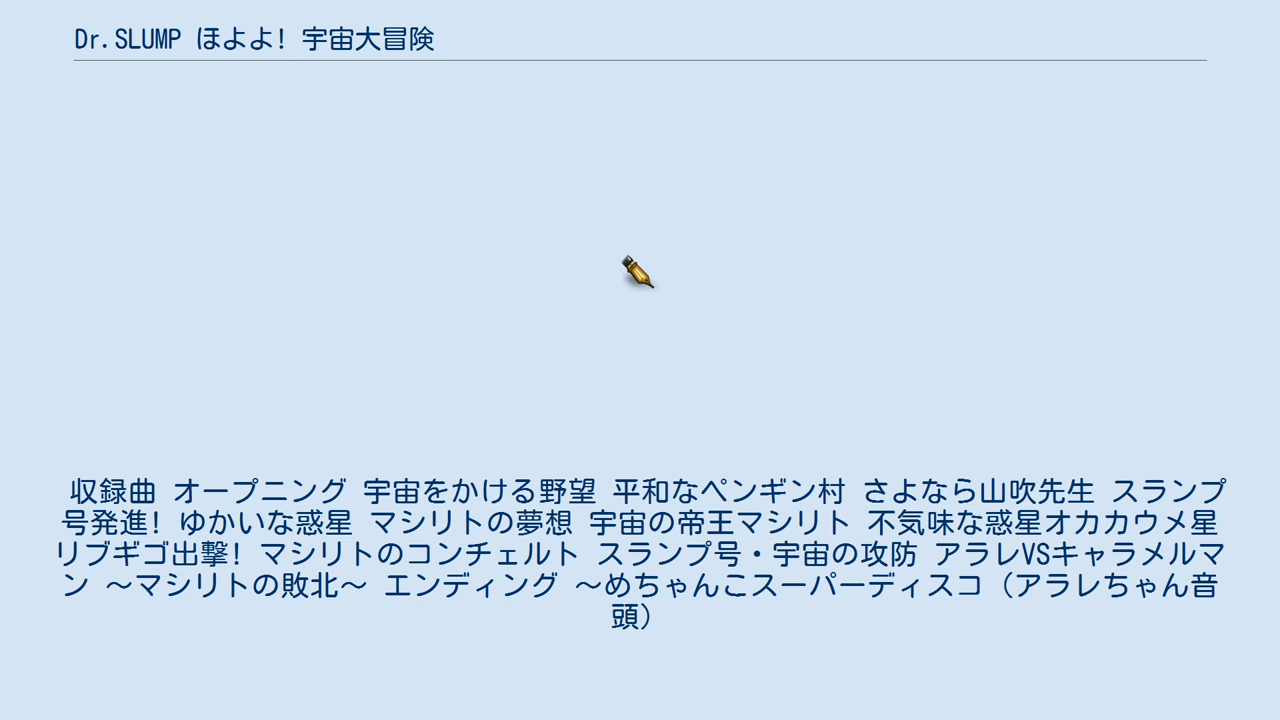 Dr.SLUMP ほよよ! 宇宙大冒険
収録曲 オープニング 宇宙をかける野望 平和なペンギン村 さよなら山吹先生 スランプ
号発進! ゆかいな惑星 マシリトの夢想 宇宙の帝王マシリト 不気味な惑星オカカウメ星
リブギゴ出撃! マシリトのコンチェルト スランプ号・宇宙の攻防 アラレVSキャラメルマ
ン 〜マシリトの敗北〜 エンディング 〜めちゃんこスーパーディスコ（アラレちゃん音
頭）